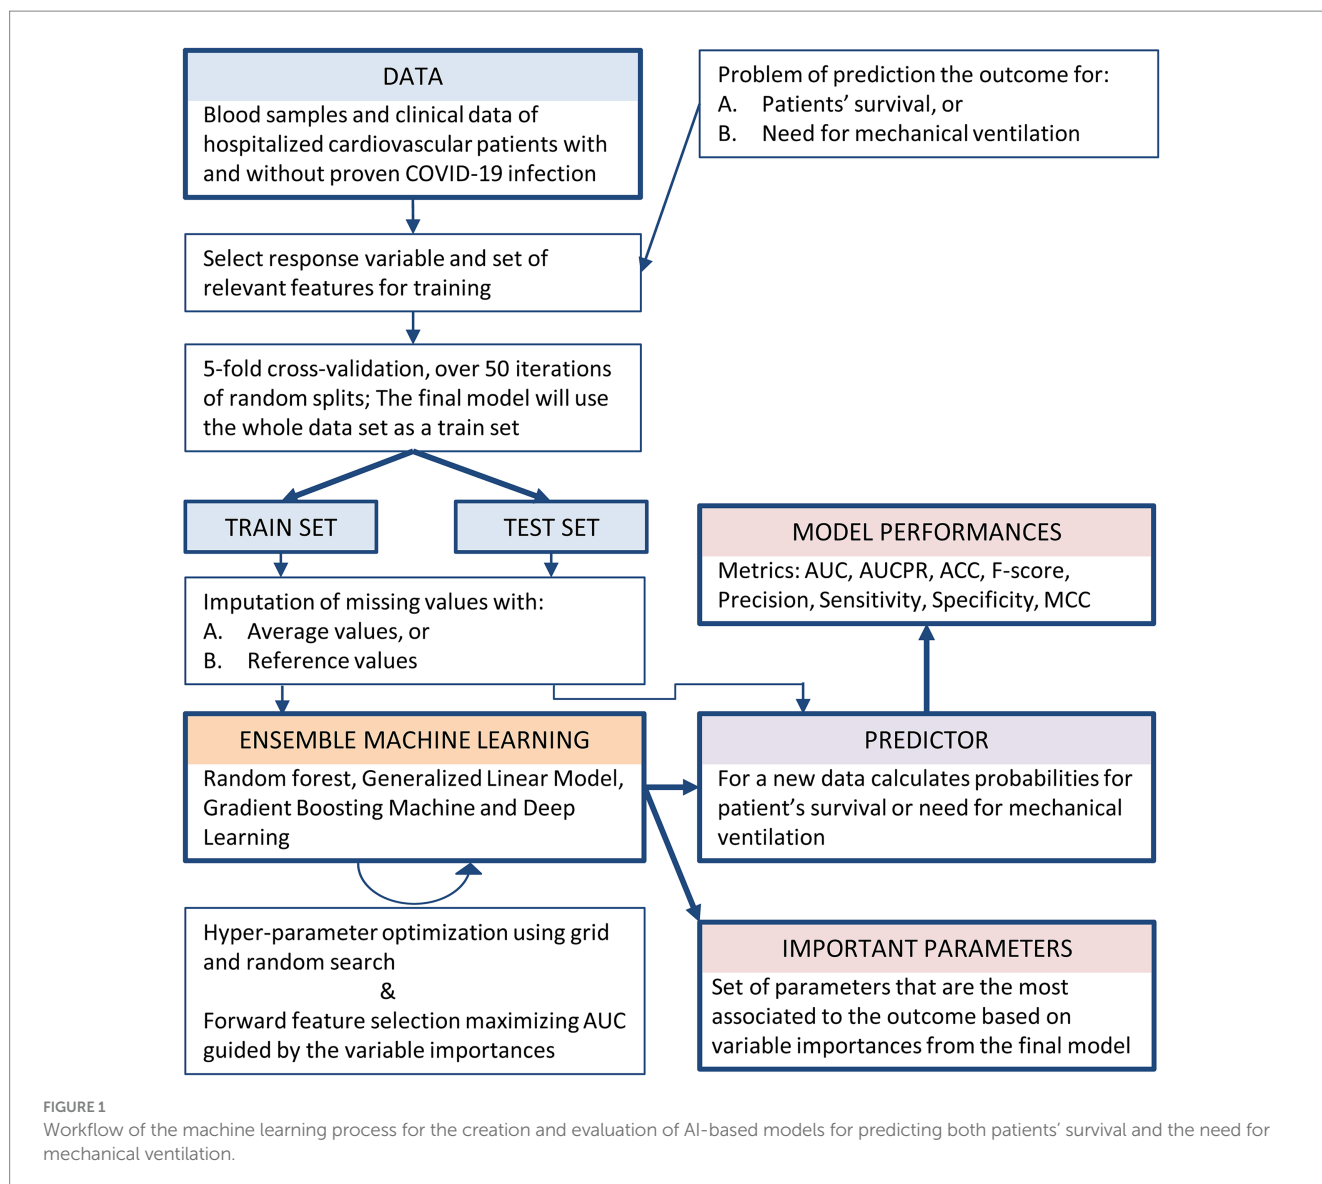 DATA
Blood samples and clinical data of
hospitalized cardiovascular patients with
and without proven COVID-19 infection
Problem of prediction the outcome for:
A. Patients’ survival, or
B. Need for mechanical ventilation
Select response variable and set of
relevant features for training
5-fold cross-validation, over 50 iterations
of random splits; The final model will use
the whole data set as a train set
TRAIN SET
TEST SET
Imputation of missing values with:
A. Average values, or
B. Reference values
MODEL PERFORMANCES
Metrics: AUC, AUCPR, ACC, F-score,
Precision, Sensitivity, Specificity, MCC
ENSEMBLE MACHINE LEARNING
Random forest, Generalized Linear Model,
Gradient Boosting Machine and Deep
Learning
PREDICTOR
For a new data calculates probabilities for
patient’s survival or need for mechanical
ventilation
Hyper-parameter optimization using grid
and random search
&
Forward feature selection maximizing AUC
guided by the variable importances
IMPORTANT PARAMETERS
Set of parameters that are the most
associated to the outcome based on
variable importances from the final model
FIGURE 1
Workflow of the machine learning process for the creation and evaluation of AI-based models for predicting both patients’ survival and the need for
mechanical ventilation.